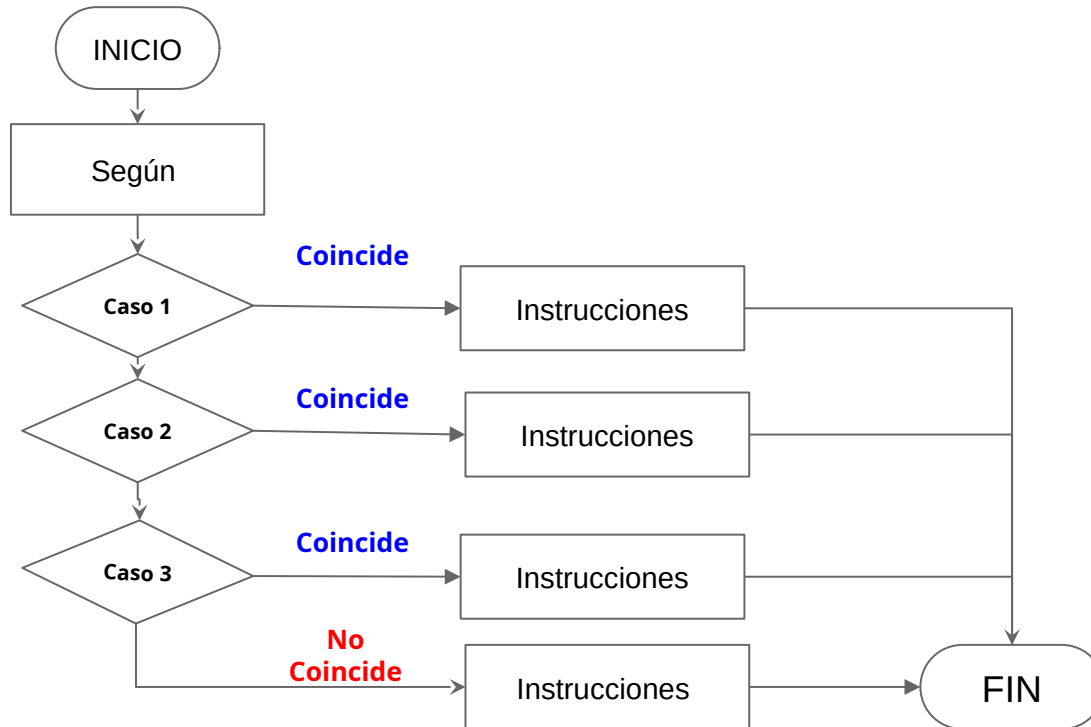 INICIO
Según
Coincide
Caso 1
Instrucciones
Coincide
Caso 2
Instrucciones
Coincide
Caso 3
Instrucciones
No
Coincide
Instrucciones
FIN